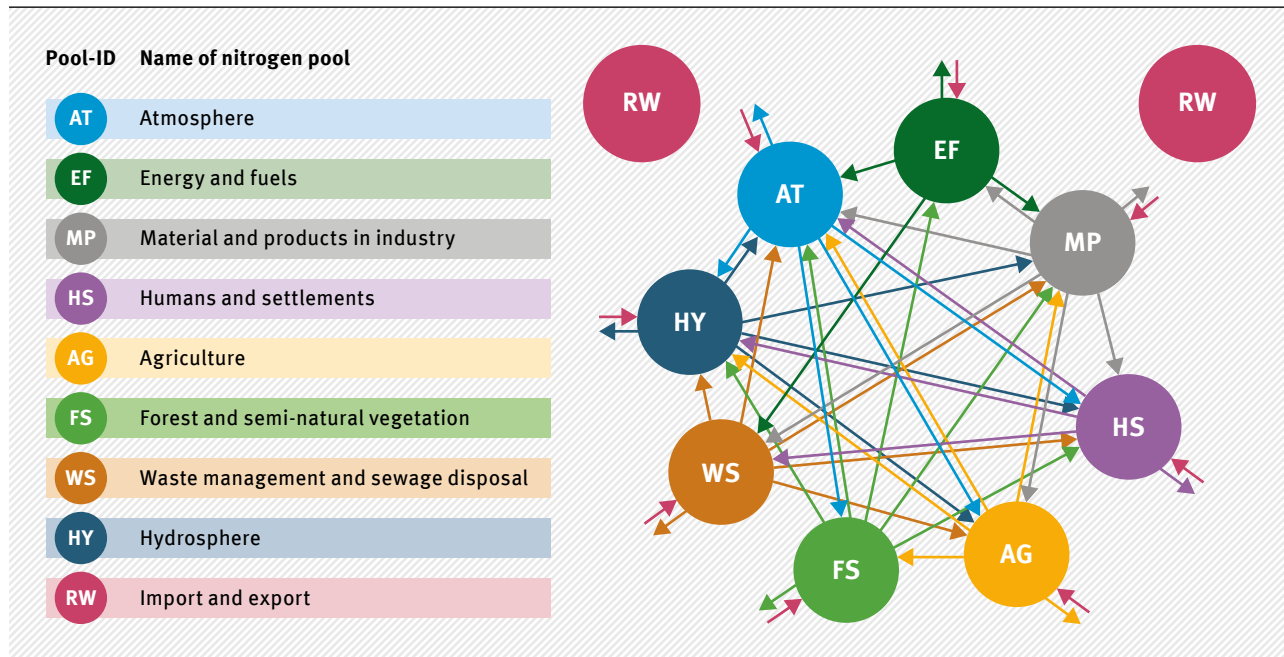 Pool-ID Name of nitrogen pool
AT Atmosphere
EF Energy and fuels
MP Material and products in industry
HS Humans and settlements
AG Agriculture
FS Forest and semi-natural vegetation
WS Waste management and sewage disposal
HY Hydrosphere
RW Import and export
RW
EF
RW
AT
MP
HY
HS
WS
AG
FS